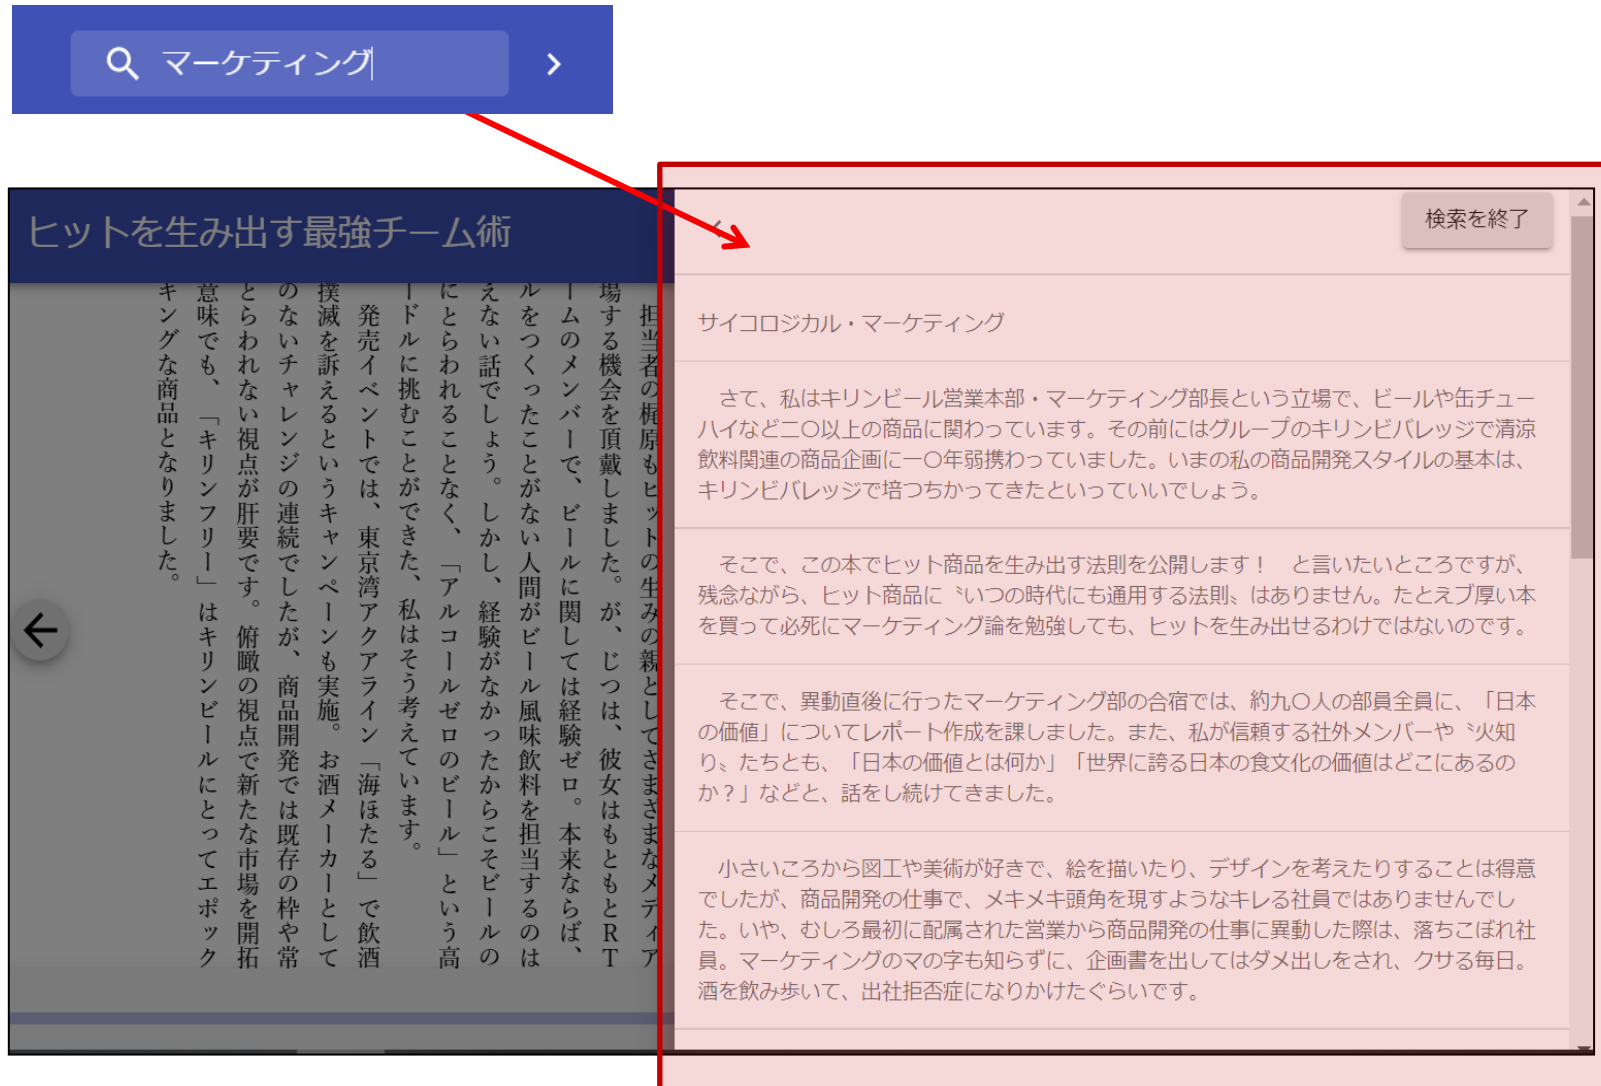 マーケティング
ヒットを生み出す最強チーム術
担当者の梶原もヒットの生みの親としてさまざまなメディア
場する機会を頂戴しました。が、じつは、彼女はもともとRT
ームのメンバーで、ビールに関しては経験ゼロ。本来ならば、
ルをつくったことがない人間がビール風味飲料を担当するのは
えない話でしょう。しかし、経験がなかったからこそビールの
にとらわれることなく、「アルコールゼロのビール」という高
ードルに挑むことができた、私はそう考えています。
発売イベントでは、東京湾アクアライン「海ほたる」で飲酒
撲滅を訴えるというキャンペーンも実施。お酒メーカーとして
のないチャレンジの連続でしたが、商品開発では既存の枠や常
とらわれない視点が肝要です。俯瞰の視点で新たな市場を開拓
意味でも、「キリンフリー」はキリンビールにとってエポック
キングな商品となりました。
検索を終了
サイコロジカル・マーケティング
さて、私はキリンビール営業本部・マーケティング部長という立場で、ビールや缶チュー
ハイなど二〇以上の商品に関わっています。その前にはグループのキリンビバレッジで清涼
飲料関連の商品企画に一〇年弱携わっていました。いまの私の商品開発スタイルの基本は、
キリンビバレッジで培つちかってきたといっていいでしょう。
そこで、この本でヒット商品を生み出す法則を公開します！　と言いたいところですが、
残念ながら、ヒット商品に〝いつの時代にも通用する法則〟はありません。たとえブ厚い本
を買って必死にマーケティング論を勉強しても、ヒットを生み出せるわけではないのです。
そこで、異動直後に行ったマーケティング部の合宿では、約九〇人の部員全員に、「日本
の価値」についてレポート作成を課しました。また、私が信頼する社外メンバーや〝火知
り〟たちとも、「日本の価値とは何か」「世界に誇る日本の食文化の価値はどこにあるの
か？」などと、話をし続けてきました。
小さいころから図工や美術が好きで、絵を描いたり、デザインを考えたりすることは得意
でしたが、商品開発の仕事で、メキメキ頭角を現すようなキレる社員ではありませんでし
た。いや、むしろ最初に配属された営業から商品開発の仕事に異動した際は、落ちこぼれ社
員。マーケティングのマの字も知らずに、企画書を出してはダメ出しをされ、クサる毎日。
酒を飲み歩いて、出社拒否症になりかけたぐらいです。